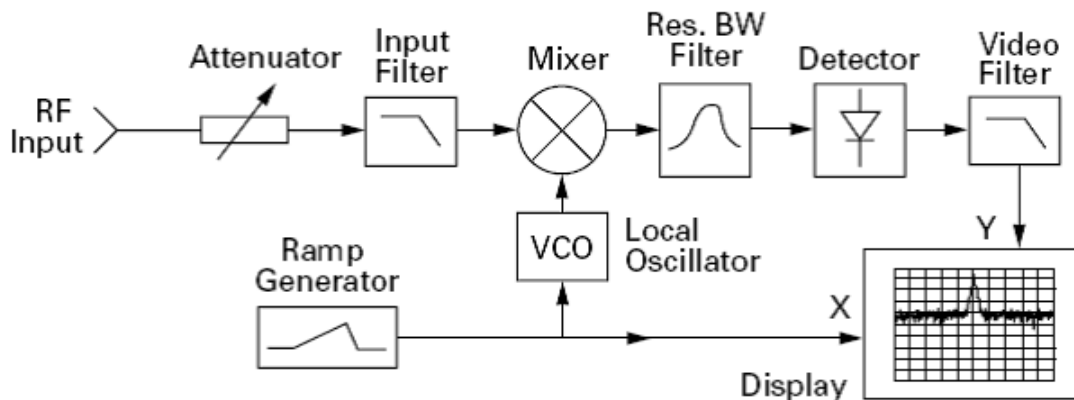 RF
Input
Attenuator
Input
Filter
Mixer
Res. BW
Filter
Detector
Video
Filter
Ramp
Generator
VCO
Local
Oscillator
Y
X
Display